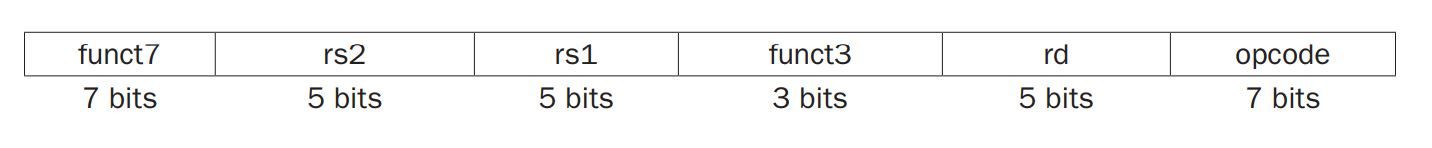 funct7 rs2 rs1 funct3 rd opcode
7 bits 5 bits 5 bits 3 bits 5 bits 7 bits